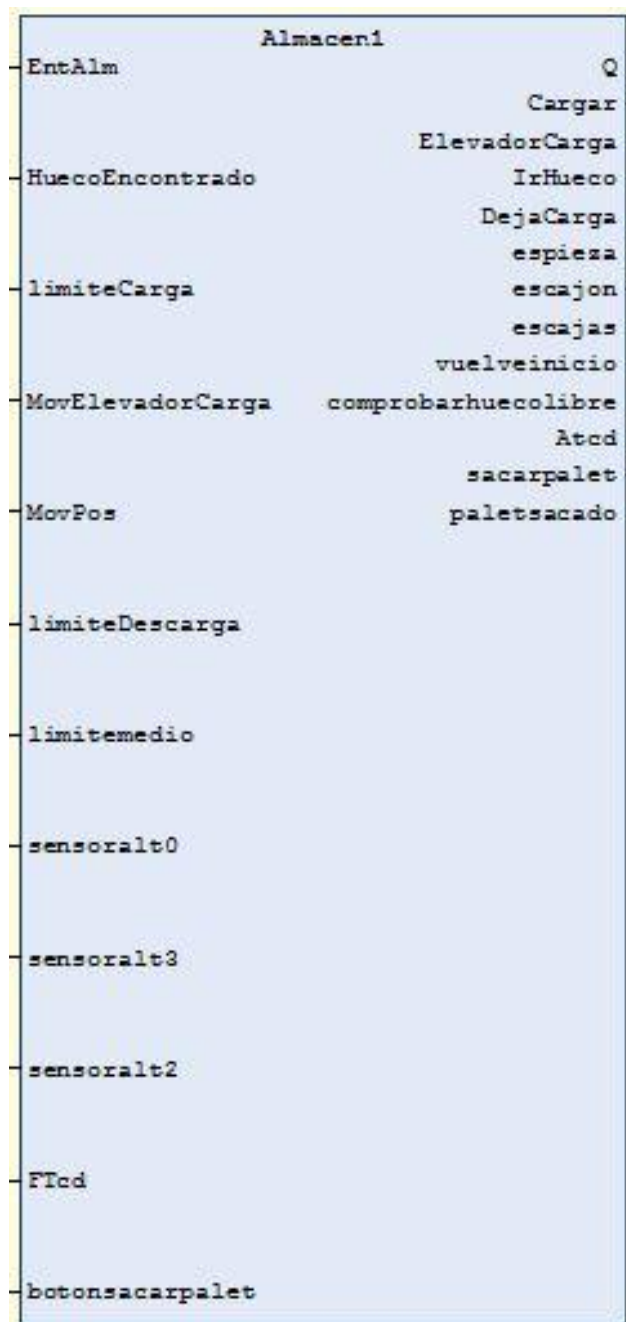 Almacen1
EntAlm Q
Cargar
ElevadorCarga
HuecoEncontrado IrHueco
DejaCarga
espieza
limiteCarga escajon
escajas
vuelveinicio
MovElevadorCarga comprobarhuecolibre
Atcd
sacarpalet
MovPos paletsacado
limiteDescarga
limitemedio
sensoralt0
sensoralt3
sensoralt2
FTcd
botonsacarpalet